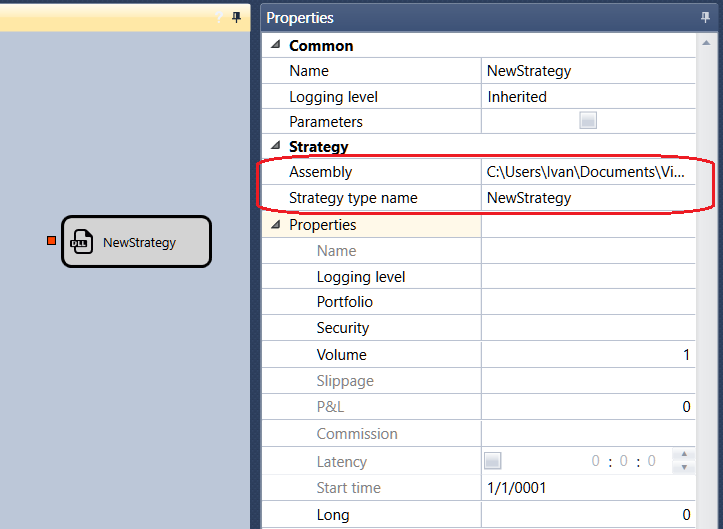 Properties
Common
Name NewStrategy
Logging level Inherited
Parameters
Strategy
Assembly C:\Users\Ivan\Documents\Vi...
Strategy type name NewStrategy
Properties
Name
Logging level
Portfolio
Security
Volume 1
Slippage
P&L 0
Commission
Latency 0 : 0 : 0
Start time 1/1/0001
Long 0
DLL NewStrategy